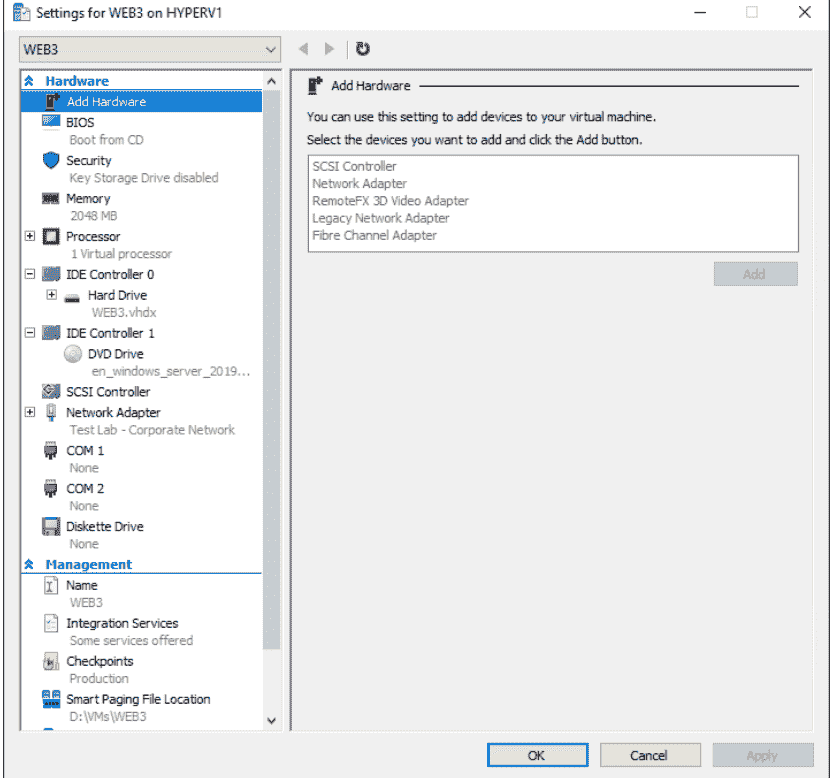 Settings for WEB3 on HYPERV1
WEB3
Hardware
Add Hardware
BIOS
Boot from CD
Security
Key Storage Drive disabled
Memory
2048 MB
Processor
1 Virtual processor
IDE Controller 0
Hard Drive
WEB3.vhdx
IDE Controller 1
DVD Drive
en_windows_server_2019...
SCSI Controller
Network Adapter
Test Lab - Corporate Network
COM 1
None
COM 2
None
Diskette Drive
None
Management
Name
WEB3
Integration Services
Some services offered
Checkpoints
Production
Smart Paging File Location
D:\VMs\WEB3
Add Hardware
You can use this setting to add devices to your virtual machine.
Select the devices you want to add and click the Add button.
SCSI Controller
Network Adapter
RemoteFX 3D Video Adapter
Legacy Network Adapter
Fibre Channel Adapter
Add
OK
Cancel
Apply